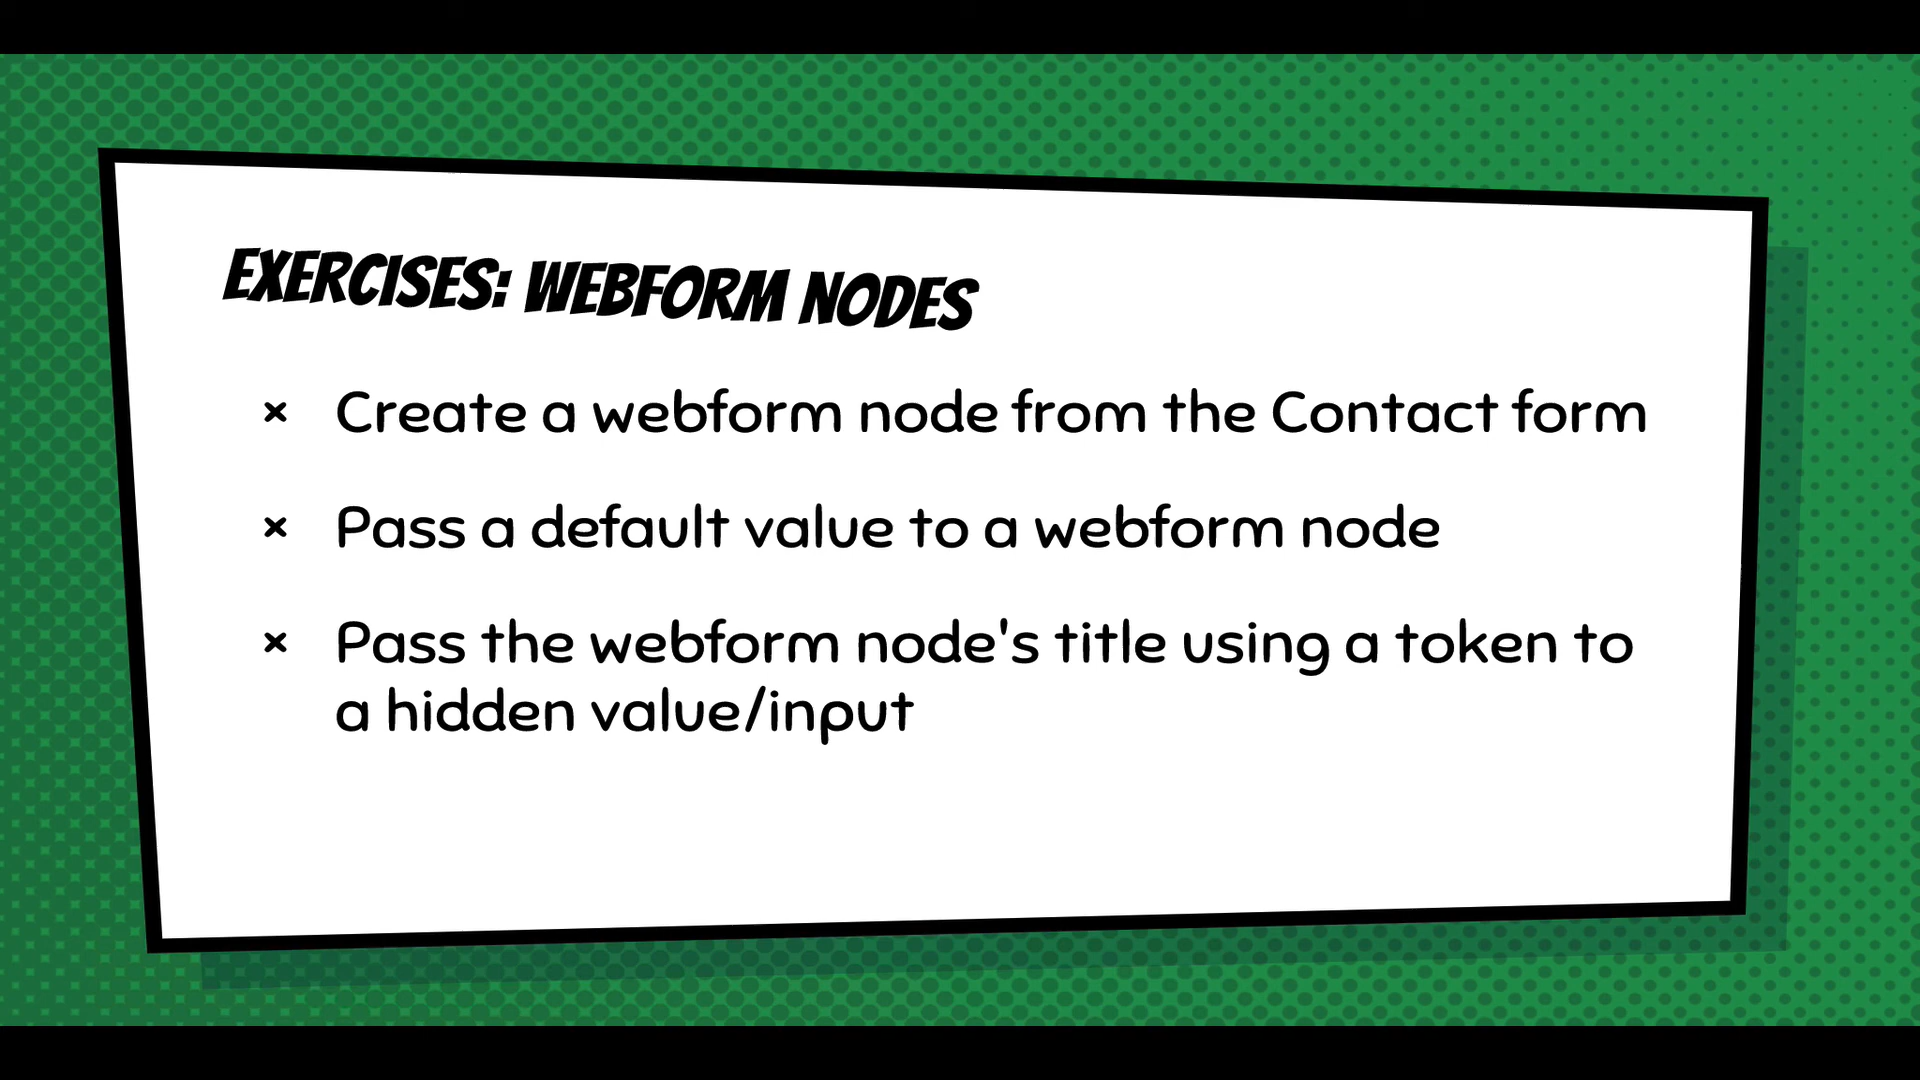 EXERCISES: WEBFORM NODES
× Create a webform node from the Contact form
× Pass a default value to a webform node
× Pass the webform node's title using a token to
a hidden value/input